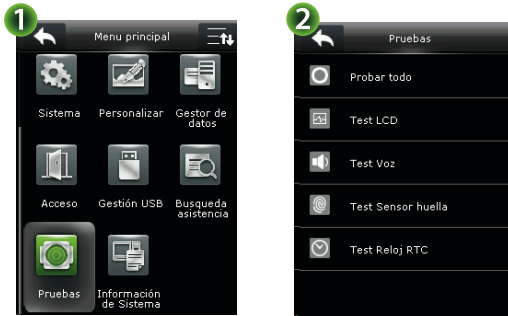 1
Menu principal
Sistema
Personalizar
Gestor de
datos
Acceso
Gestión USB
Busqueda
asistencia
Pruebas
Información
de Sistema
2
Pruebas
Probar todo
Test LCD
Test Voz
Test Sensor huella
Test Reloj RTC